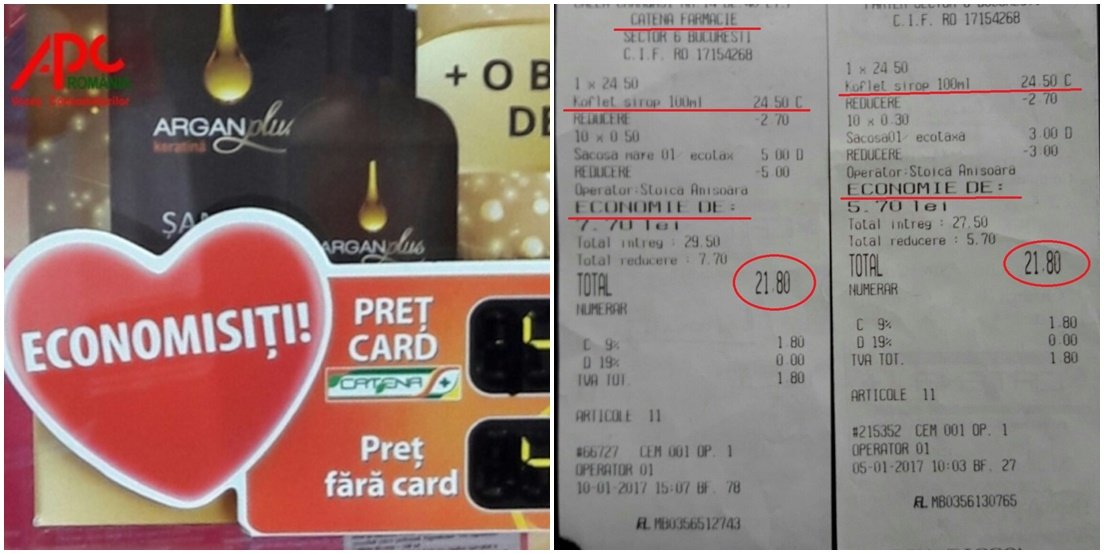 APC
ROMÂNIA
Vocea Consumatorilor
ARGAN plus
keratină
ȘA
+ O B
DE
ARGAN plus
ECONOMISIȚI!
PREȚ
CARD
CATENA
Preț
fără card
CATENA FARMACIE
SECTOR 6 BUCURESTI
C.I.F. RO 17154268
1 x 24 50
Koflet sirop 100ml 24.50 C
REDUCERE -2.70
10 x 0.50
Sacosa mare 01/ ecotax 5 00 D
REDUCERE -5.00
Operator:Stoica Anisoara
ECONOMIE DE:
7.70 lei
Total intreg : 29.50
Total reducere : 7.70
TOTAL 21.80
NUMERAR
C 9% 1 80
D 19% 0.00
TVA TOT. 1 80
ARTICOLE 11
#66727 CEM 001 OP. 1
OPERATOR 01
10-01-2017 15:07 BF. 78
MB0356512743
C.I.F. RO 17154268
1 x 24 50
Koflet sirop 100ml 24.50 C
REDUCERE -2.70
10 x 0.30
Sacosa01/ ecotaxa 3.00 D
REDUCERE -3.00
Operator:Stoica Anisoara
ECONOMIE DE:
5.70 lei
Total intreg : 27.50
Total reducere : 5.70
TOTAL 21.80
NUMERAR
C 9% 1.80
D 19% 0.00
TVA TOT. 1 80
ARTICOLE 11
#215352 CEM 001 OP. 1
OPERATOR 01
05-01-2017 10:03 BF. 27
MB0356130765